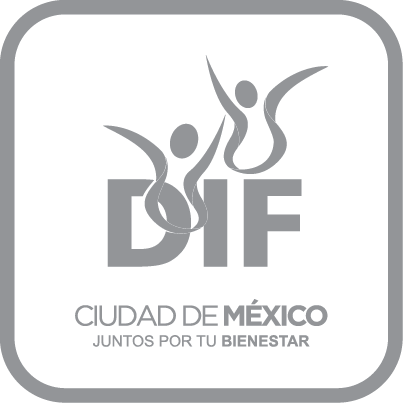 DIF
CIUDAD DE MÉXICO
JUNTOS POR TU BIENESTAR